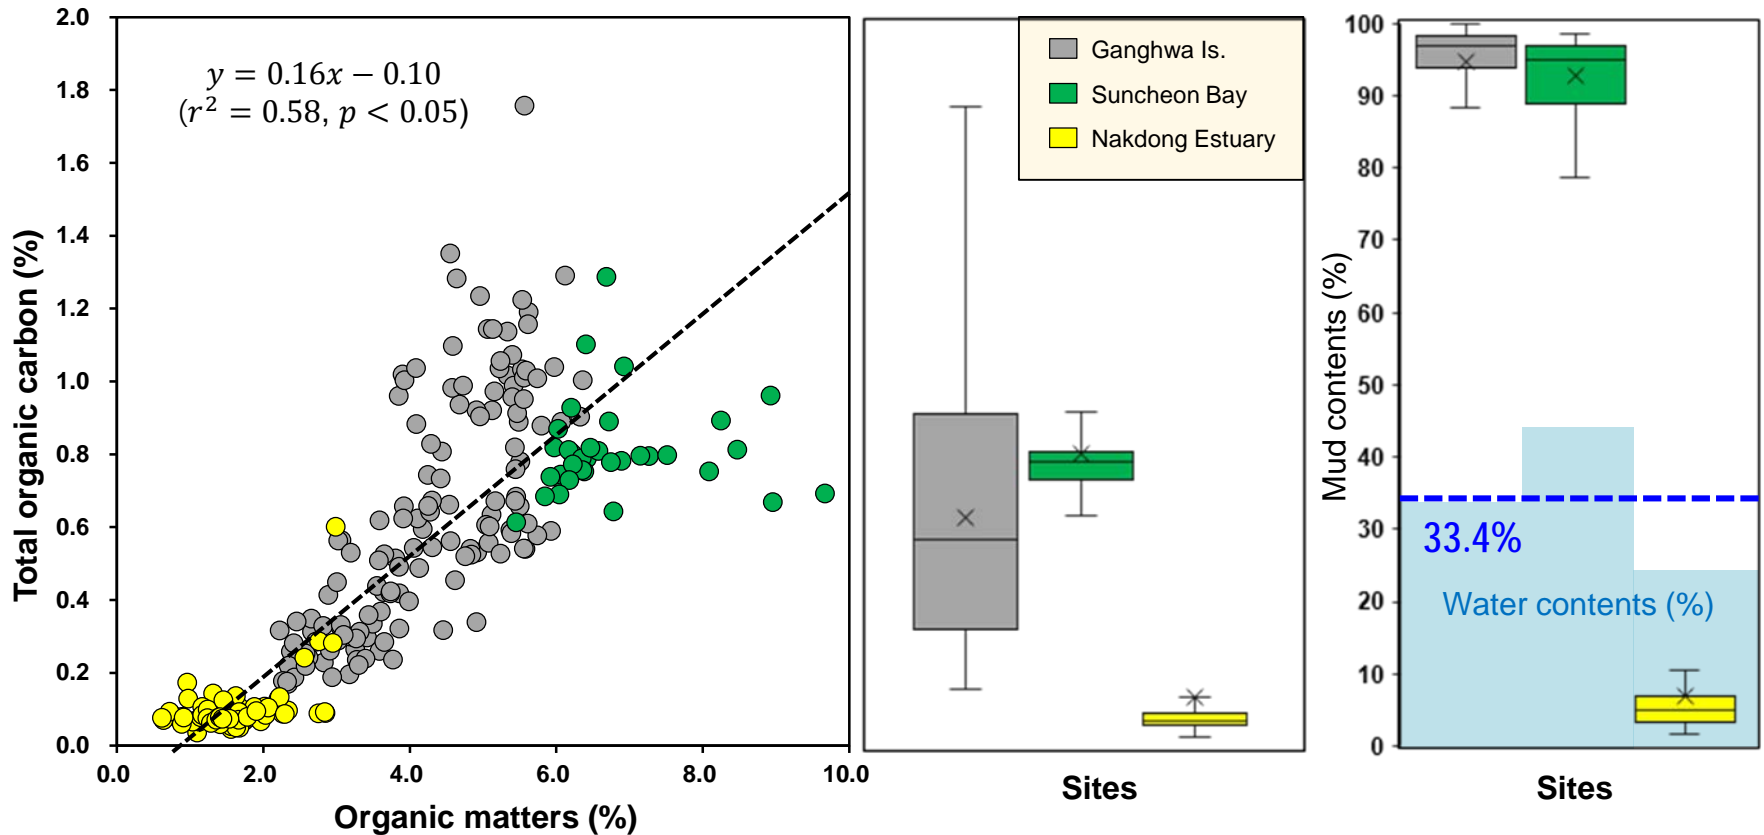 2.0
1.8
1.6
1.4
1.2
1.0
0.8
0.6
0.4
0.2
0.0
Total organic carbon (%)
y = 0.16x − 0.10
(r² = 0.58, p < 0.05)
0.0 2.0 4.0 6.0 8.0 10.0
Organic matters (%)
Ganghwa Is.
Suncheon Bay
Nakdong Estuary
Sites
100
90
80
70
60
50
40
30
20
10
0
Mud contents (%)
33.4%
Water contents (%)
Sites